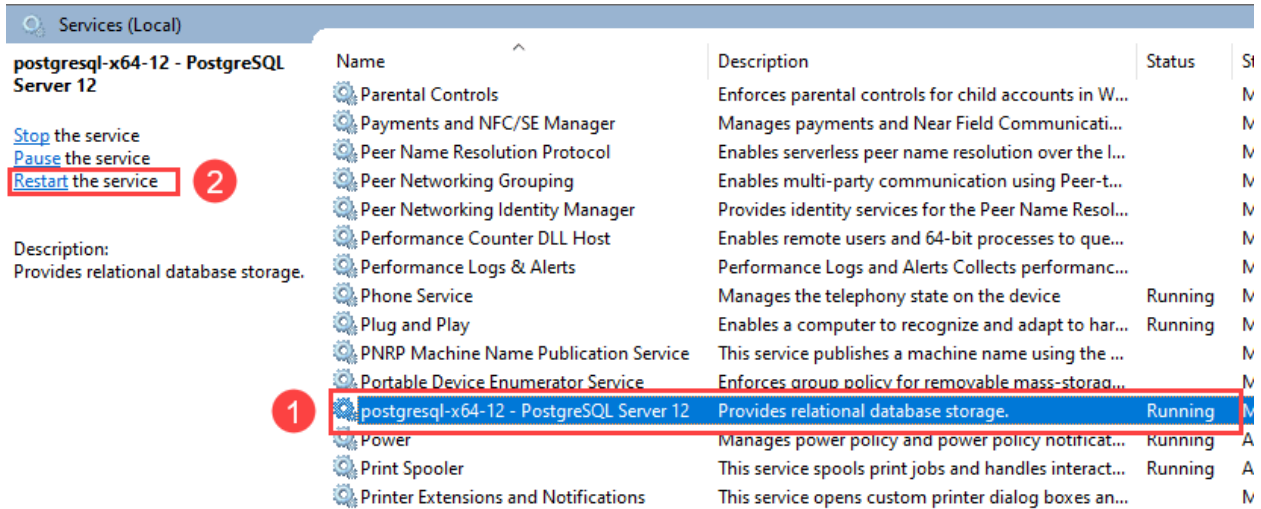 Services (Local)
postgresql-x64-12 - PostgreSQL
Server 12
Stop the service
Pause the service
Restart the service
2
Description:
Provides relational database storage.
Name Description Status St
Parental Controls Enforces parental controls for child accounts in W... M
Payments and NFC/SE Manager Manages payments and Near Field Communicati... M
Peer Name Resolution Protocol Enables serverless peer name resolution over the I... M
Peer Networking Grouping Enables multi-party communication using Peer-t... M
Peer Networking Identity Manager Provides identity services for the Peer Name Resol... M
Performance Counter DLL Host Enables remote users and 64-bit processes to que... M
Performance Logs & Alerts Performance Logs and Alerts Collects performanc... M
Phone Service Manages the telephony state on the device Running M
Plug and Play Enables a computer to recognize and adapt to har... Running M
PNRP Machine Name Publication Service This service publishes a machine name using the ... M
Portable Device Enumerator Service Enforces group policy for removable mass-storag... M
1
postgresql-x64-12 - PostgreSQL Server 12 Provides relational database storage. Running M
Power Manages power policy and power policy notificat... Running A
Print Spooler This service spools print jobs and handles interact... Running A
Printer Extensions and Notifications This service opens custom printer dialog boxes an... M